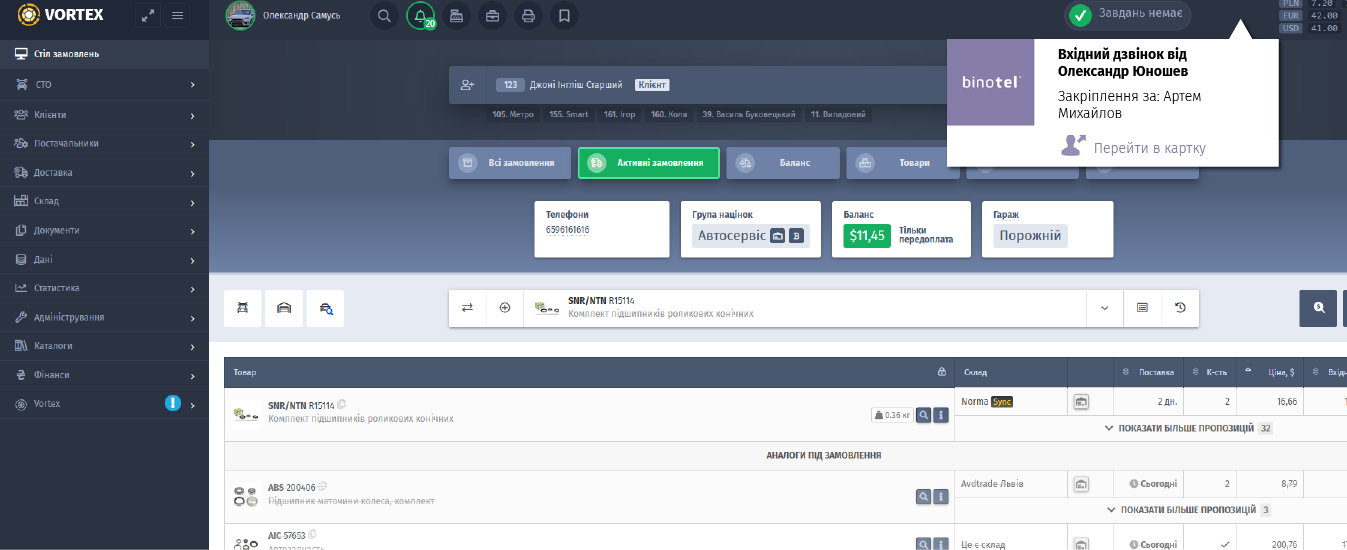 VORTEX
Олександр Самусь
20
Завдань немає
PLN 7.20
EUR 42.00
USD 41.00
Стіл замовлень
СТО
Клієнти
Постачальники
Доставка
Склад
Документи
Дані
Статистика
Адміністрування
Каталоги
Фінанси
Vortex
binotel
Вхідний дзвінок від
Олександр Юношев
Закріплення за: Артем
Михайлов
Перейти в картку
123 Джоні Інгліш Старший Клієнт
105. Метро 155. Smart 161. Ігор 160. Коля 39. Василь Буковецький 11. Випадовий
Всі замовлення Активні замовлення Баланс Товари
Телефони
6596161616
Група націнок
Автосервіс
Баланс
$11,45 Тільки
передоплата
Гараж
Порожній
SNR/NTN R15114
Комплект підшипників роликових конічних
Товар Склад Поставка К-сть Ціна, $ Вхідн
SNR/NTN R15114
Комплект підшипників роликових конічних
0.36 кг
Norma Sync 2 дн. 2 16,66
ПОКАЗАТИ БІЛЬШЕ ПРОПОЗИЦІЙ 32
АНАЛОГИ ПІД ЗАМОВЛЕННЯ
ABS 200406
Підшипник маточини колеса, комплект
Avdtrade Львів Сьогодні 2 8,79
ПОКАЗАТИ БІЛЬШЕ ПРОПОЗИЦІЙ 3
AIC 57653
Автозапчасть
Це є склад Сьогодні 200,76